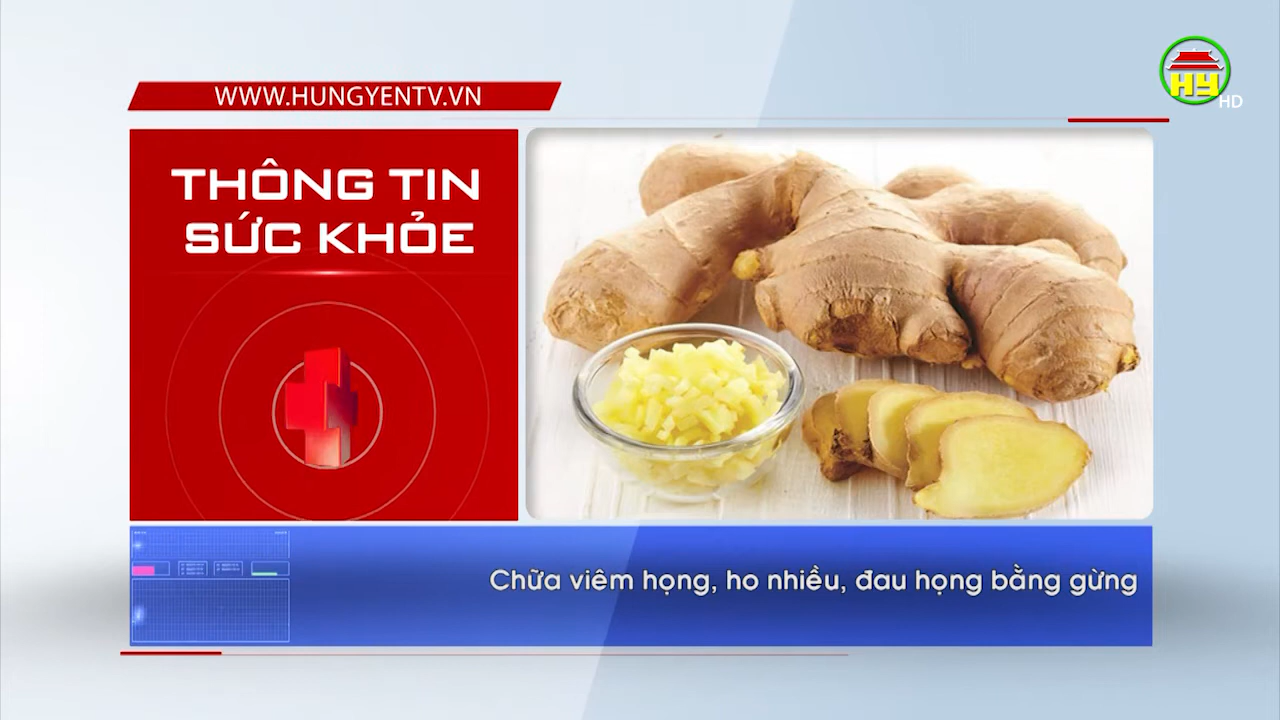 WWW.HUNGYENTV.VN
HY
HD
THÔNG TIN
SỨC KHỎE
Chữa viêm họng, ho nhiều, đau họng bằng gừng